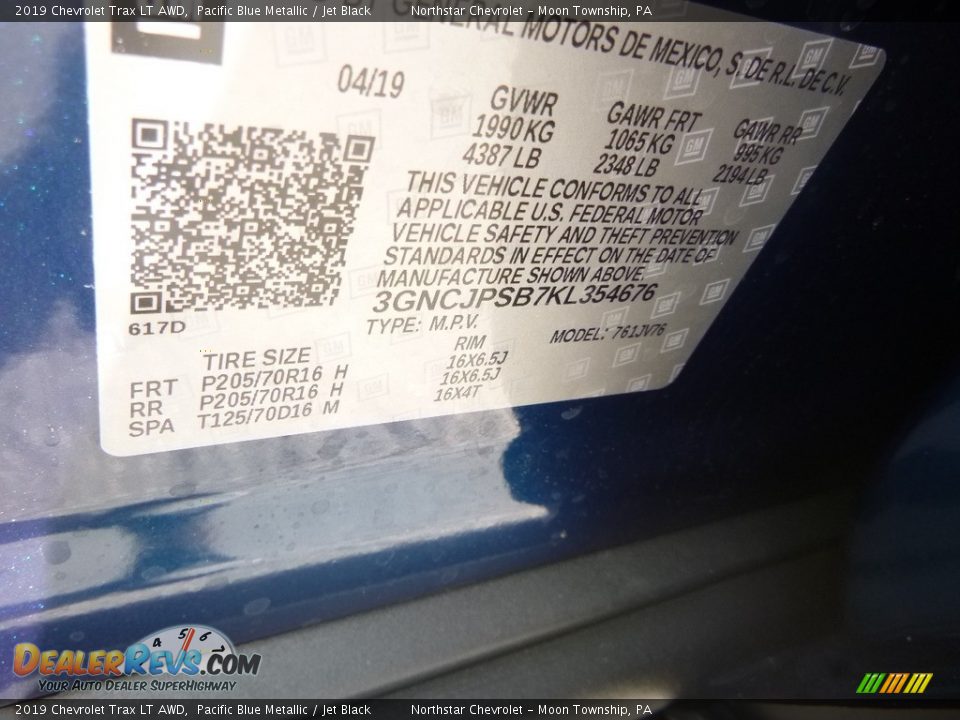 2019 Chevrolet Trax LT AWD, Pacific Blue Metallic / Jet Black Northstar Chevrolet – Moon Township, PA
GENERAL MOTORS DE MEXICO, S. DE R.L. DE C.V.
04/19
GVWR GAWR FRT GAWR RR
1990 KG 1065 KG 995 KG
4387 LB 2348 LB 2194 LB
THIS VEHICLE CONFORMS TO ALL
APPLICABLE U.S. FEDERAL MOTOR
VEHICLE SAFETY AND THEFT PREVENTION
STANDARDS IN EFFECT ON THE DATE OF
MANUFACTURE SHOWN ABOVE.
3GNCJPSB7KL354676
617D
TYPE: M.P.V. MODEL: 761JV76
TIRE SIZE RIM
FRT P205/70R16 H 16X6.5J
RR P205/70R16 H 16X6.5J
SPA T125/70D16 M 16X4T
4 5 6 7
DealerRevs.com
Your Auto Dealer SuperHighway
2019 Chevrolet Trax LT AWD, Pacific Blue Metallic / Jet Black Northstar Chevrolet – Moon Township, PA